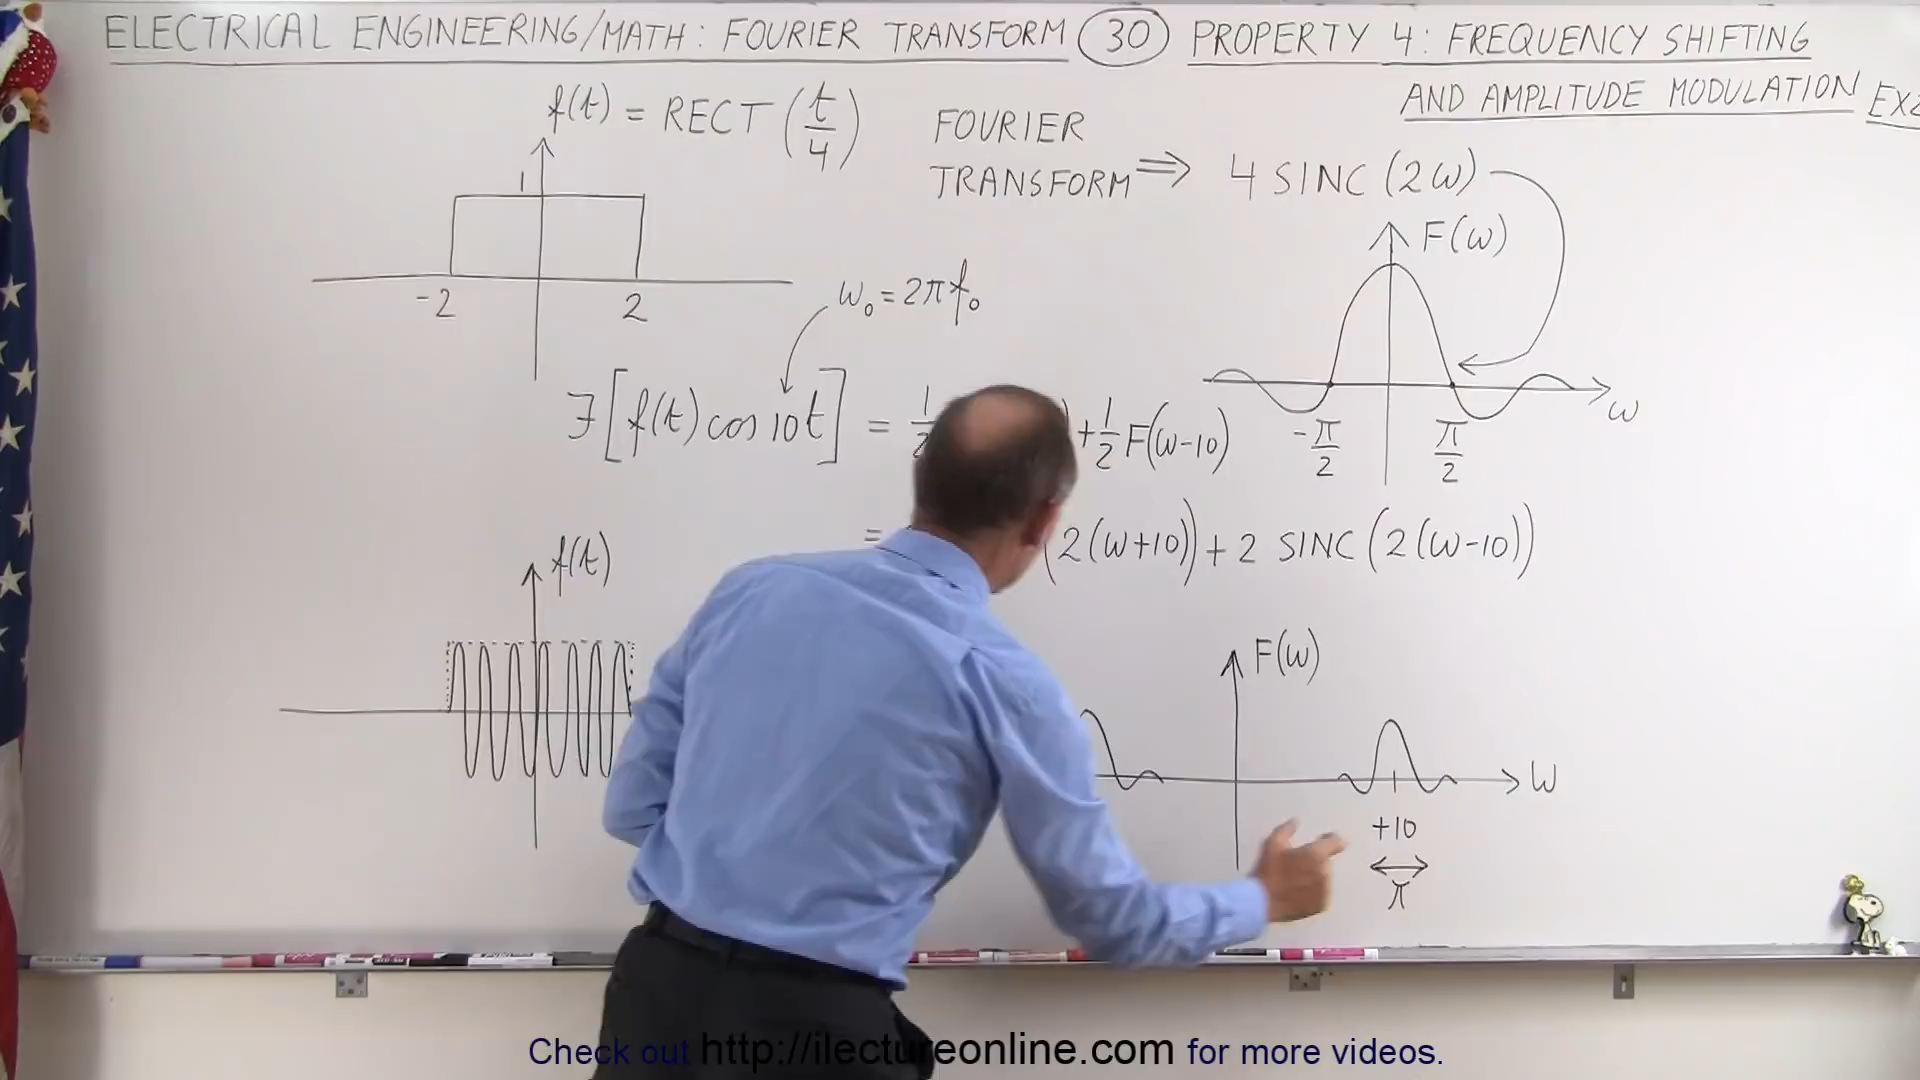 ELECTRICAL ENGINEERING/MATH: FOURIER TRANSFORM 30 PROPERTY 4: FREQUENCY SHIFTING
AND AMPLITUDE MODULATION
f(t) = RECT (t/4)
FOURIER
TRANSFORM ⇒ 4 SINC (2ω)
1
-2
2
F(ω)
ω
-π/2
π/2
ω₀ = 2πf₀
ℱ[f(t) cos 10t] = + 1/2 F(ω-10)
= (2(ω+10)) + 2 SINC (2(ω-10))
f(t)
F(ω)
ω
+10
π
Check out http://ilectureonline.com for more videos.